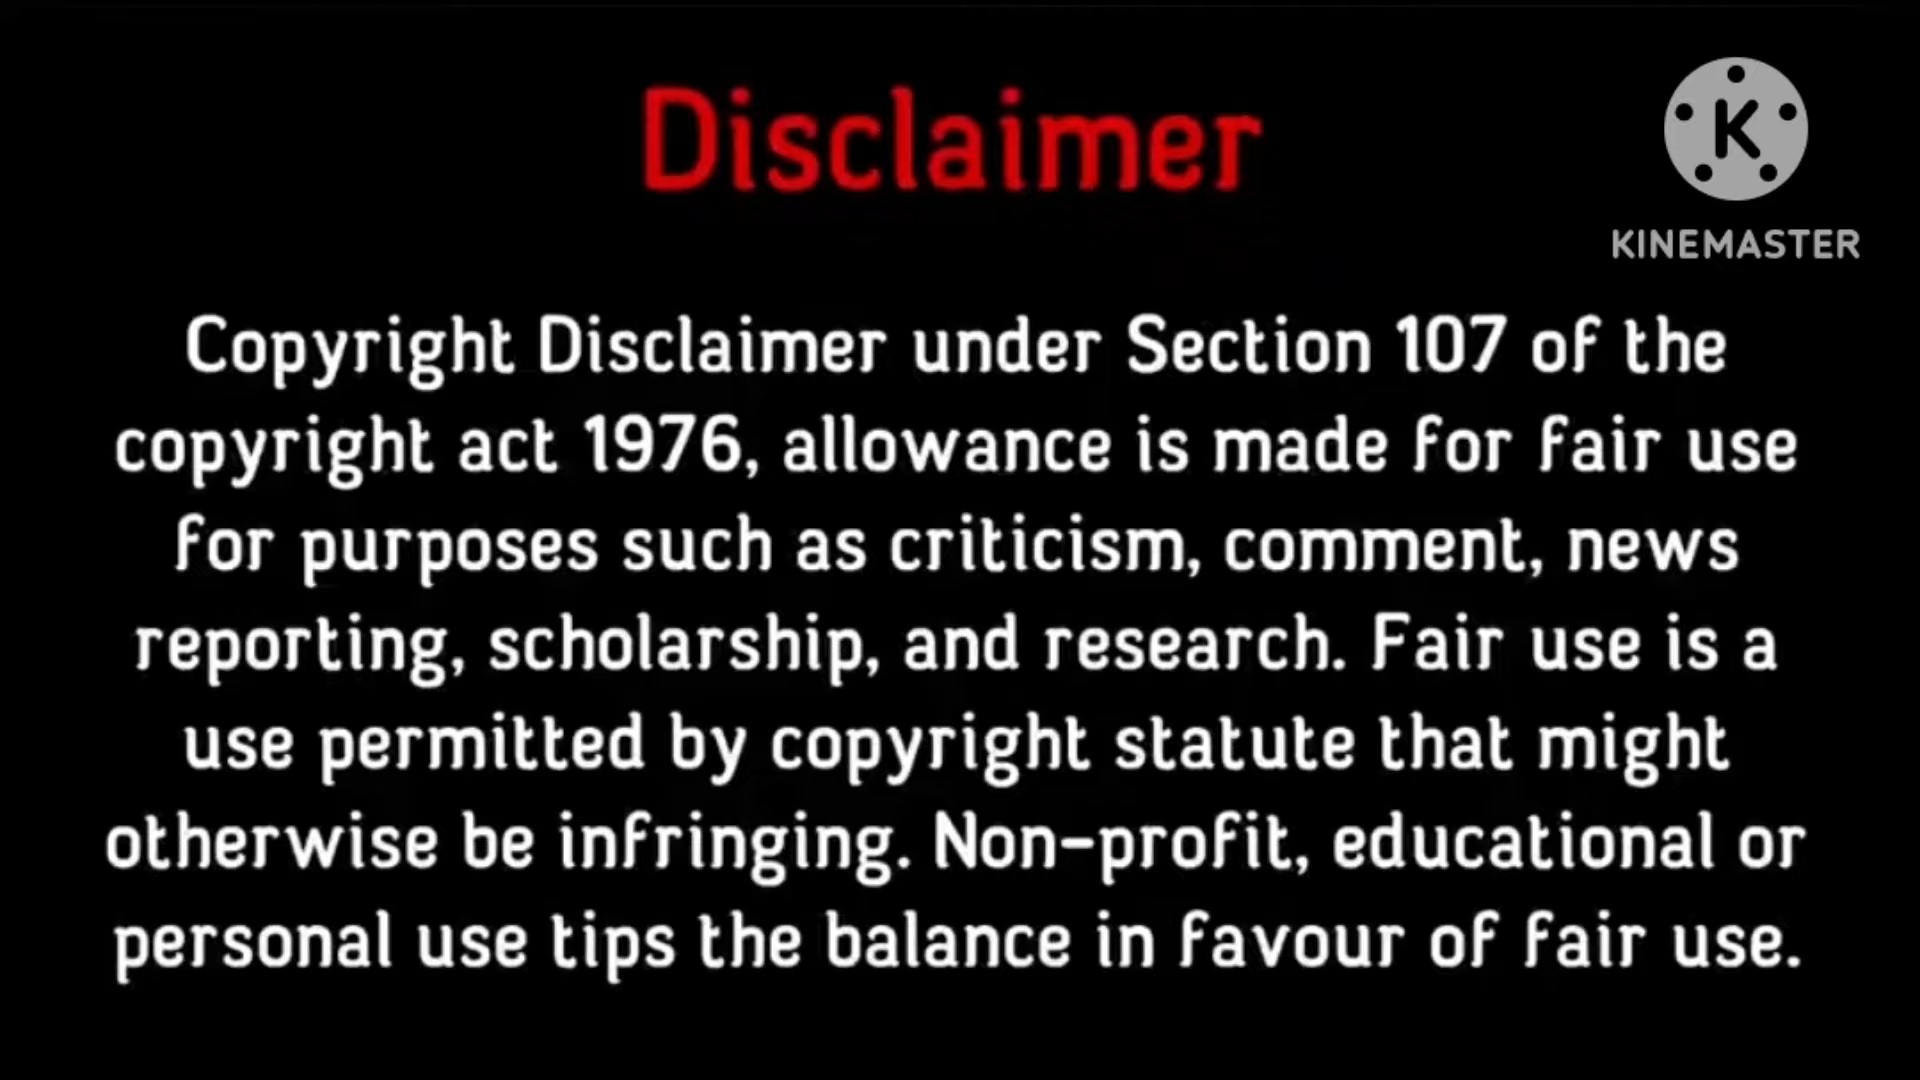 Disclaimer
KINEMASTER
Copyright Disclaimer under Section 107 of the
copyright act 1976, allowance is made for fair use
for purposes such as criticism, comment, news
reporting, scholarship, and research. Fair use is a
use permitted by copyright statute that might
otherwise be infringing. Non-profit, educational or
personal use tips the balance in favour of fair use.